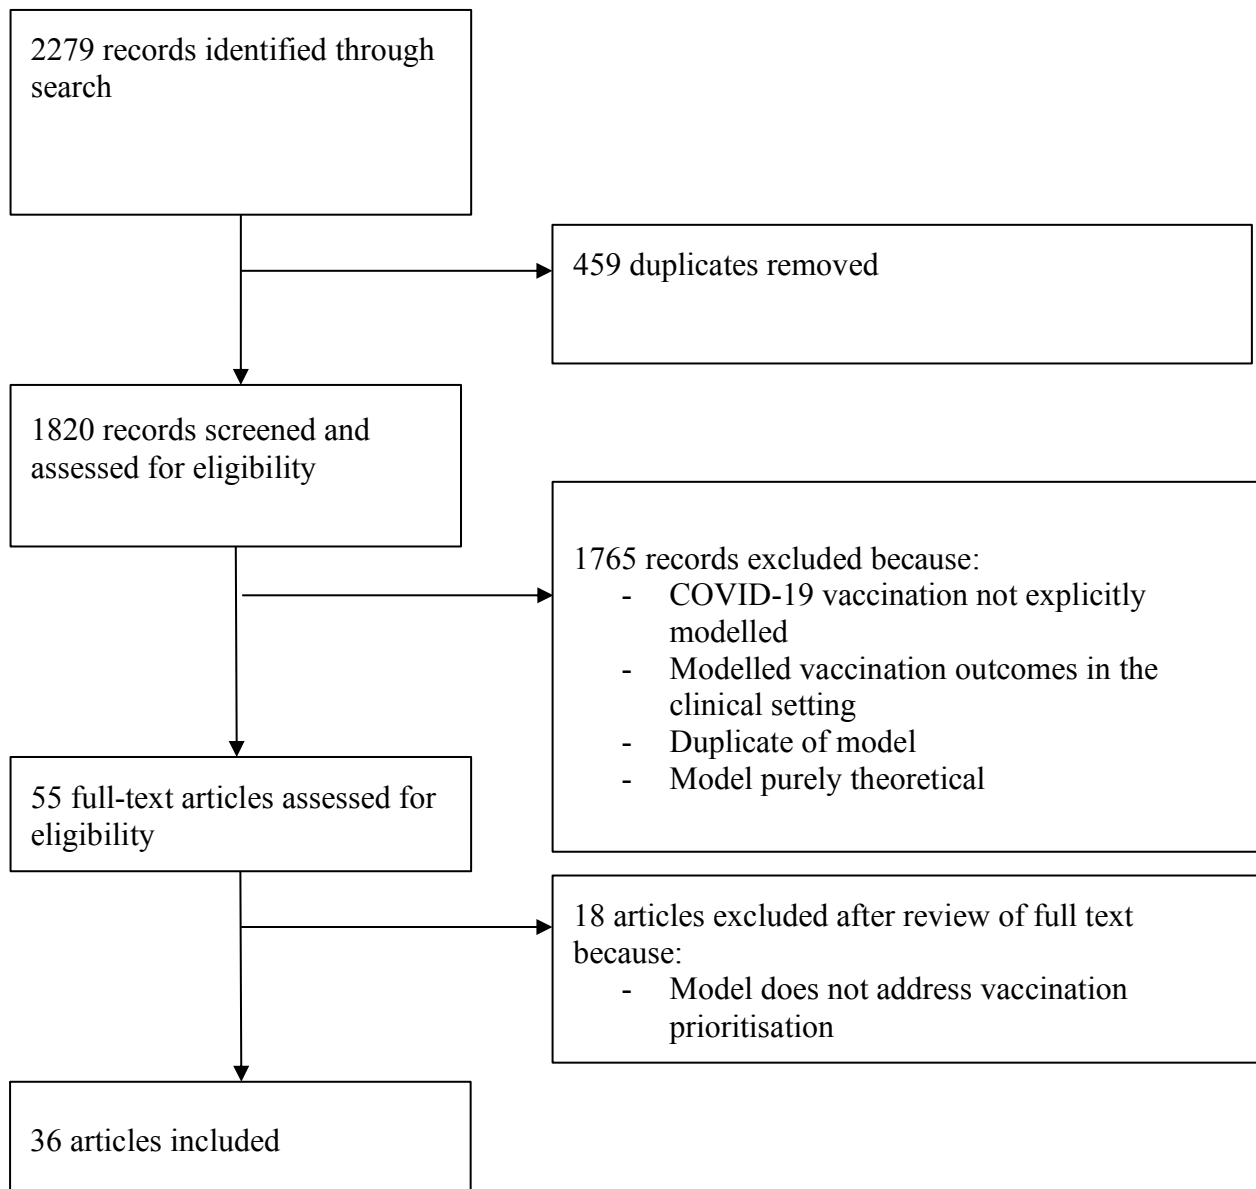 2279 records identified through
search
459 duplicates removed
1820 records screened and
assessed for eligibility
1765 records excluded because:
- COVID-19 vaccination not explicitly
modelled
- Modelled vaccination outcomes in the
clinical setting
- Duplicate of model
- Model purely theoretical
55 full-text articles assessed for
eligibility
18 articles excluded after review of full text
because:
- Model does not address vaccination
prioritisation
36 articles included